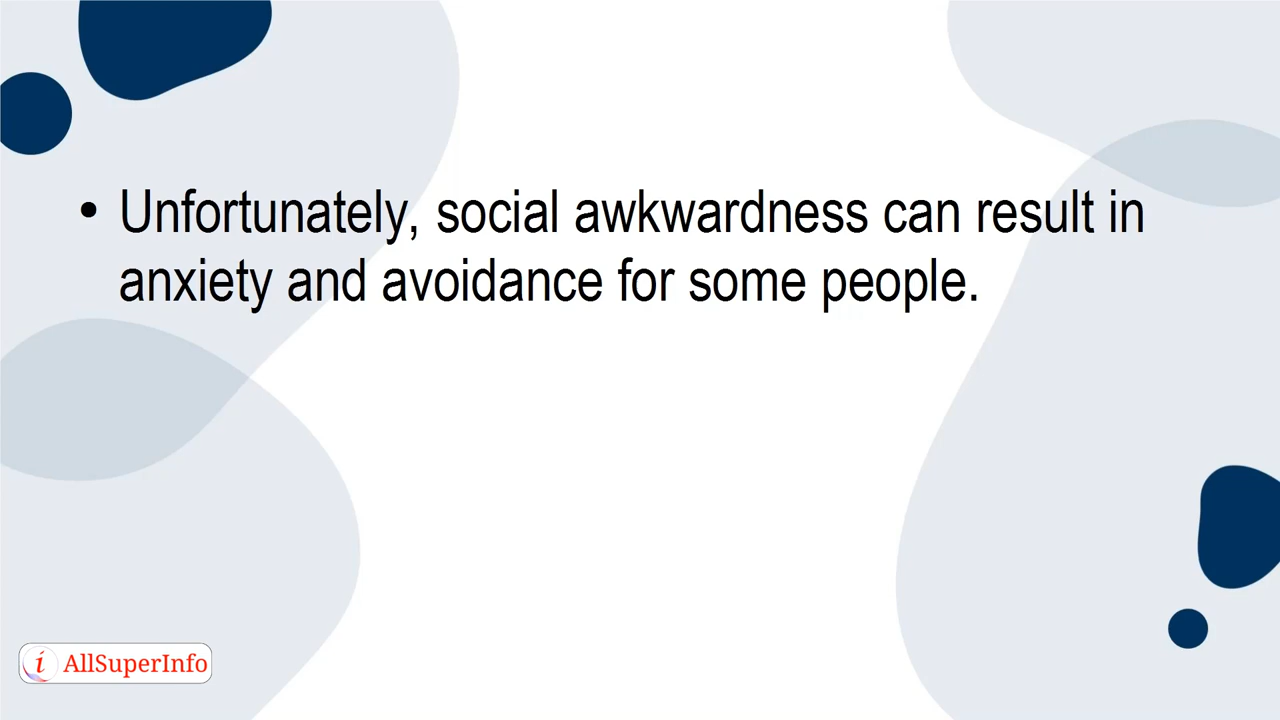 • Unfortunately, social awkwardness can result in
anxiety and avoidance for some people.
i AllSuperInfo